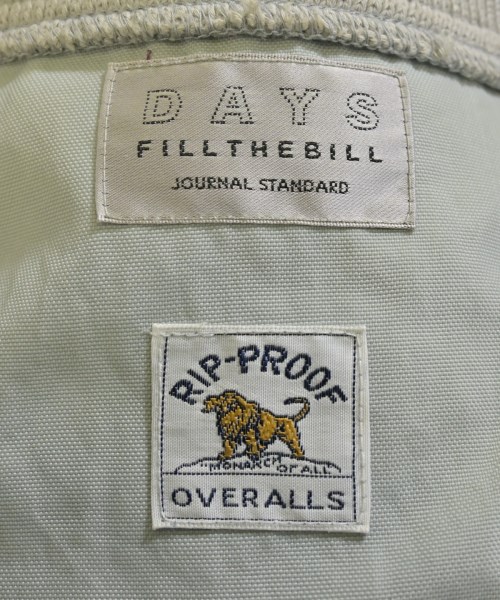 DAYS
FILLTHEBILL
JOURNAL STANDARD
RIP-PROOF
"MONARCH OF ALL
OVERALLS